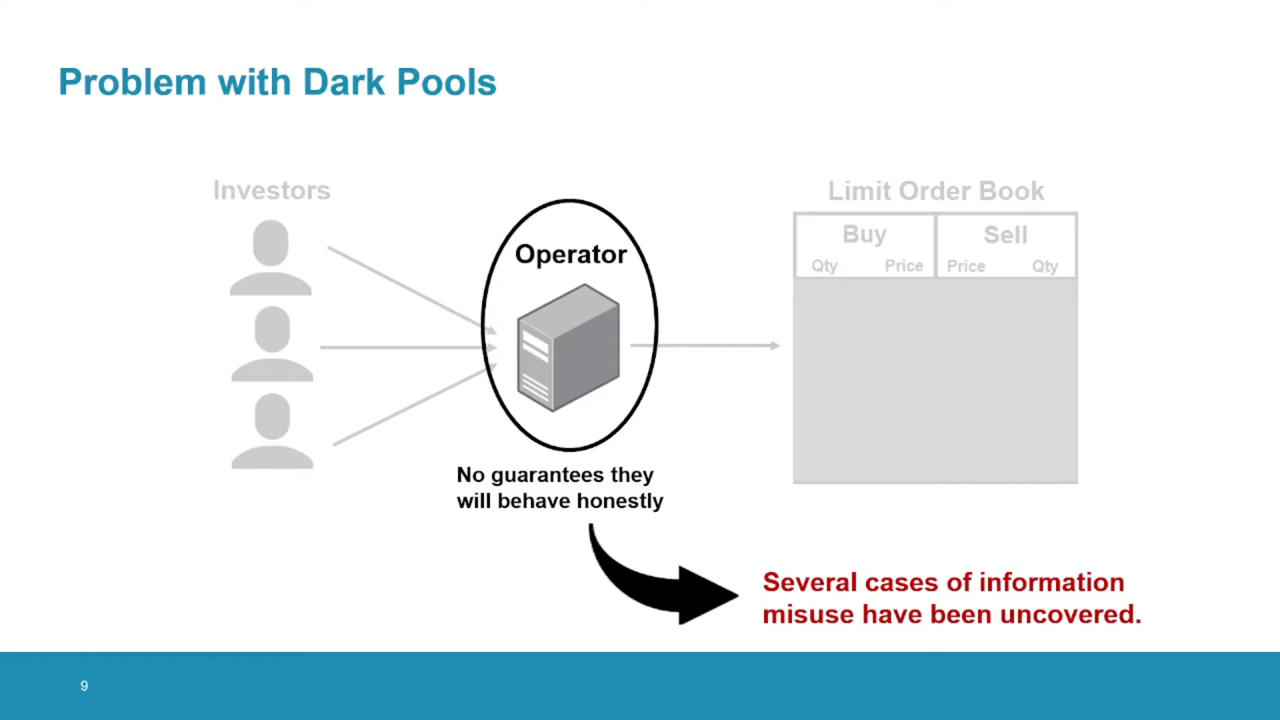 Problem with Dark Pools
Investors
Operator
No guarantees they
will behave honestly
Limit Order Book
Buy Sell
Qty Price Price Qty
Several cases of information
misuse have been uncovered.
9